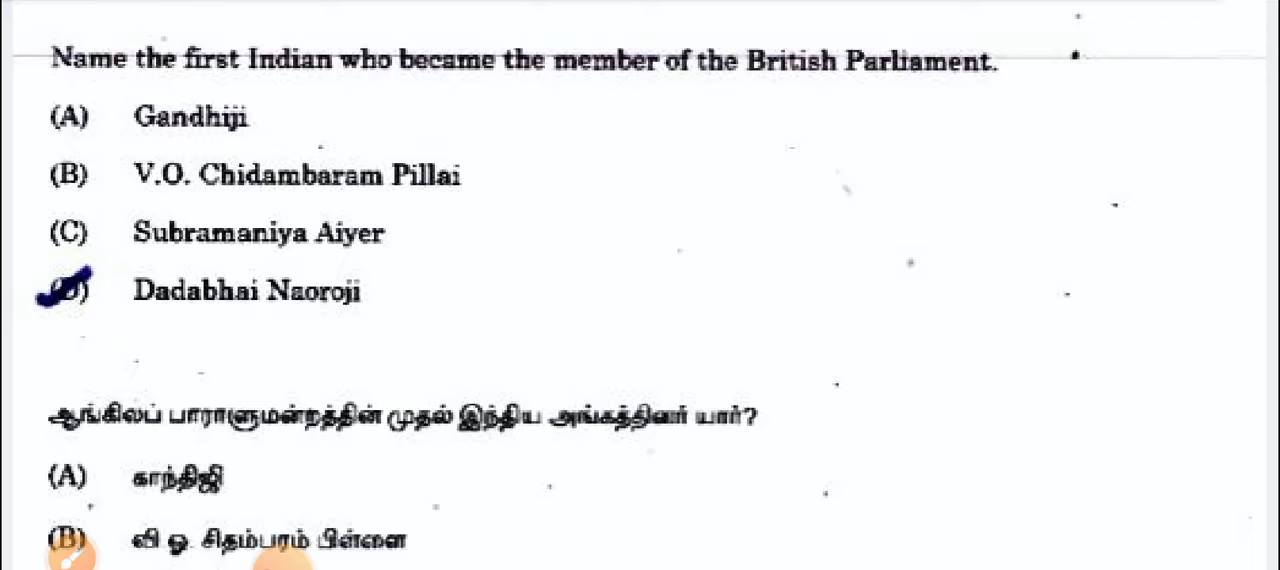 Name the first Indian who became the member of the British Parliament.
(A) Gandhiji
(B) V.O. Chidambaram Pillai
(C) Subramaniya Aiyer
(D) Dadabhai Naoroji
ஆங்கிலப் பாராளுமன்றத்தின் முதல் இந்திய அங்கத்தினர் யார்?
(A) காந்திஜி
(B) வி ஓ. சிதம்பரம் பிள்ளை